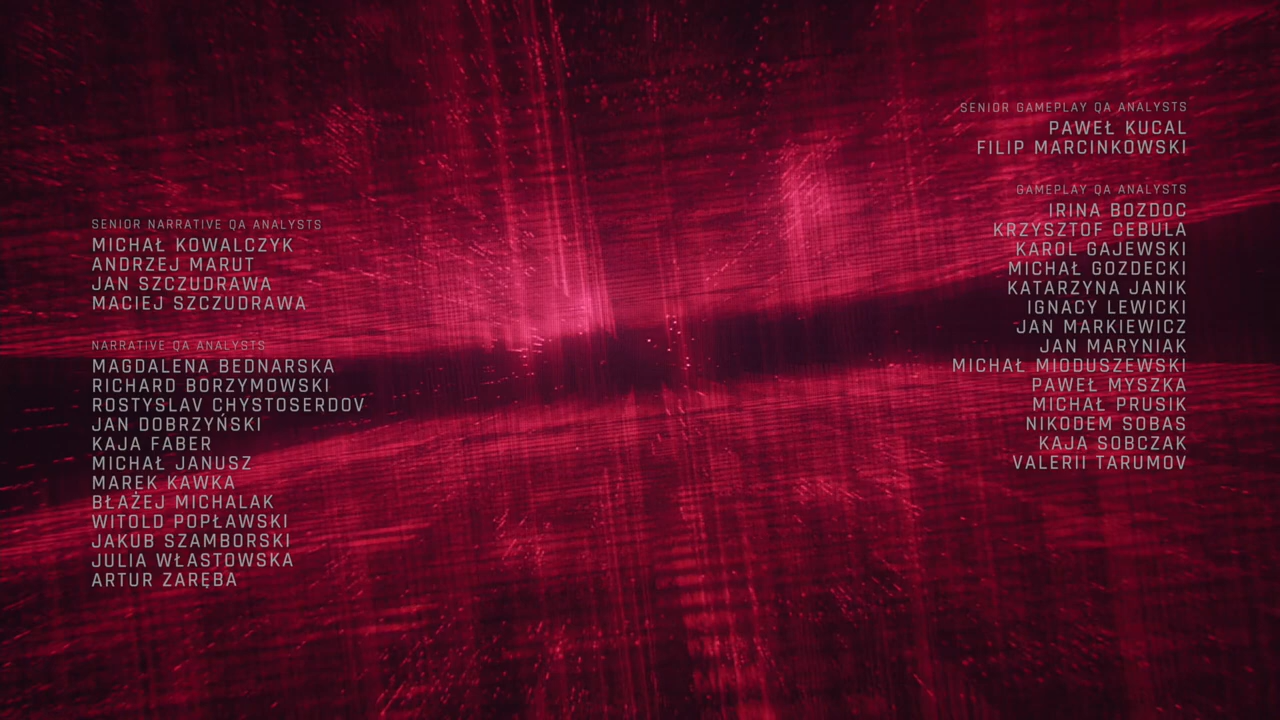 SENIOR NARRATIVE QA ANALYSTS
MICHAŁ KOWALCZYK
ANDRZEJ MARUT
JAN SZCZUDRAWA
MACIEJ SZCZUDRAWA
NARRATIVE QA ANALYSTS
MAGDALENA BEDNARSKA
RICHARD BORZYMOWSKI
ROSTYSLAV CHYSTOSERDOV
JAN DOBRZYŃSKI
KAJA FABER
MICHAŁ JANUSZ
MAREK KAWKA
BŁAŻEJ MICHALAK
WITOLD POPŁAWSKI
JAKUB SZAMBORSKI
JULIA WŁASTOWSKA
ARTUR ZARĘBA
SENIOR GAMEPLAY QA ANALYSTS
PAWEŁ KUCAL
FILIP MARCINKOWSKI
GAMEPLAY QA ANALYSTS
IRINA BOZDOC
KRZYSZTOF CEBULA
KAROL GAJEWSKI
MICHAŁ GOZDECKI
KATARZYNA JANIK
IGNACY LEWICKI
JAN MARKIEWICZ
JAN MARYNIAK
MICHAŁ MIODUSZEWSKI
PAWEŁ MYSZKA
MICHAŁ PRUSIK
NIKODEM SOBAS
KAJA SOBCZAK
VALERII TARUMOV